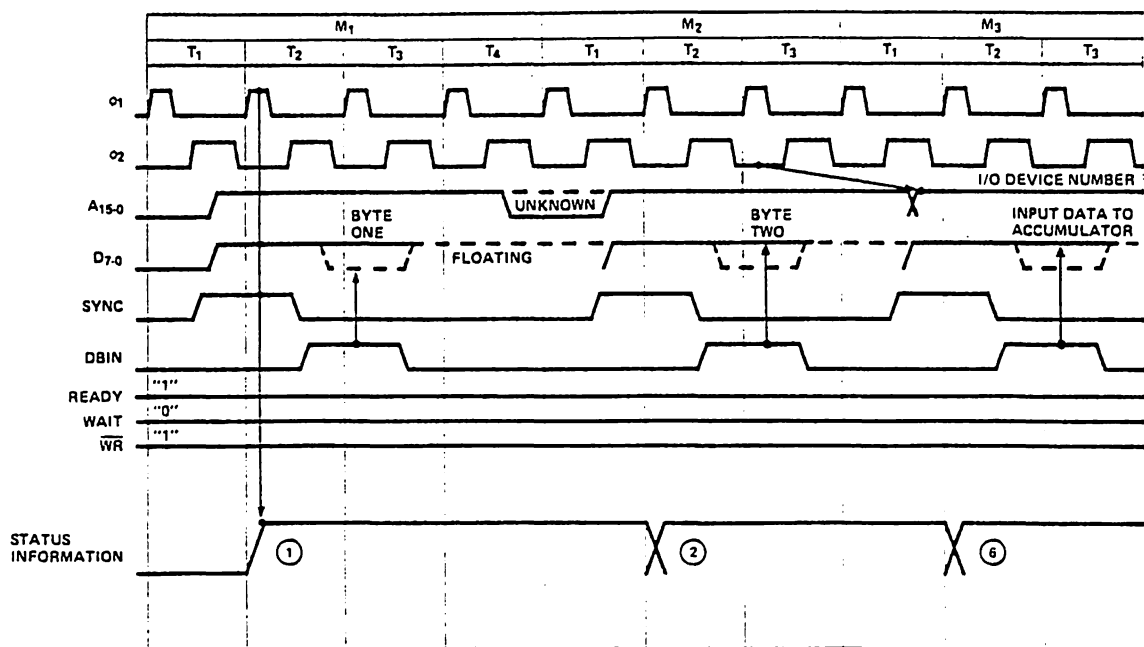 M1 M2 M3
T1 T2 T3 T4 T1 T2 T3 T1 T2 T3
ø1
ø2
I/O DEVICE NUMBER
A15-0
UNKNOWN
BYTE ONE
BYTE TWO
INPUT DATA TO ACCUMULATOR
D7-0
FLOATING
SYNC
DBIN
READY "1"
WAIT "0"
WR "1"
STATUS INFORMATION
1 2 6